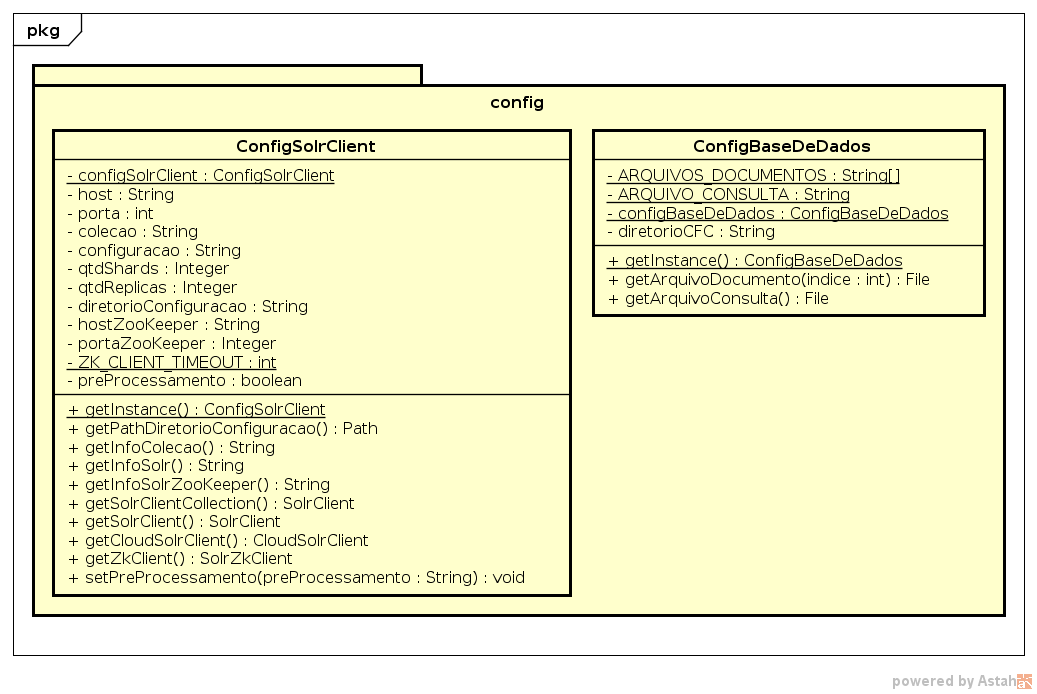 pkg
config
ConfigSolrClient
- configSolrClient : ConfigSolrClient
- host : String
- porta : int
- colecao : String
- configuracao : String
- qtdShards : Integer
- qtdReplicas : Integer
- diretorioConfiguracao : String
- hostZooKeeper : String
- portaZooKeeper : Integer
- ZK_CLIENT_TIMEOUT : int
- preProcessamento : boolean
+ getInstance() : ConfigSolrClient
+ getPathDiretorioConfiguracao() : Path
+ getInfoColecao() : String
+ getInfoSolr() : String
+ getInfoSolrZooKeeper() : String
+ getSolrClientCollection() : SolrClient
+ getSolrClient() : SolrClient
+ getCloudSolrClient() : CloudSolrClient
+ getZkClient() : SolrZkClient
+ setPreProcessamento(preProcessamento : String) : void
ConfigBaseDeDados
- ARQUIVOS_DOCUMENTOS : String[]
- ARQUIVO_CONSULTA : String
- configBaseDeDados : ConfigBaseDeDados
- diretorioCFC : String
+ getInstance() : ConfigBaseDeDados
+ getArquivoDocumento(indice : int) : File
+ getArquivoConsulta() : File
powered by Astah